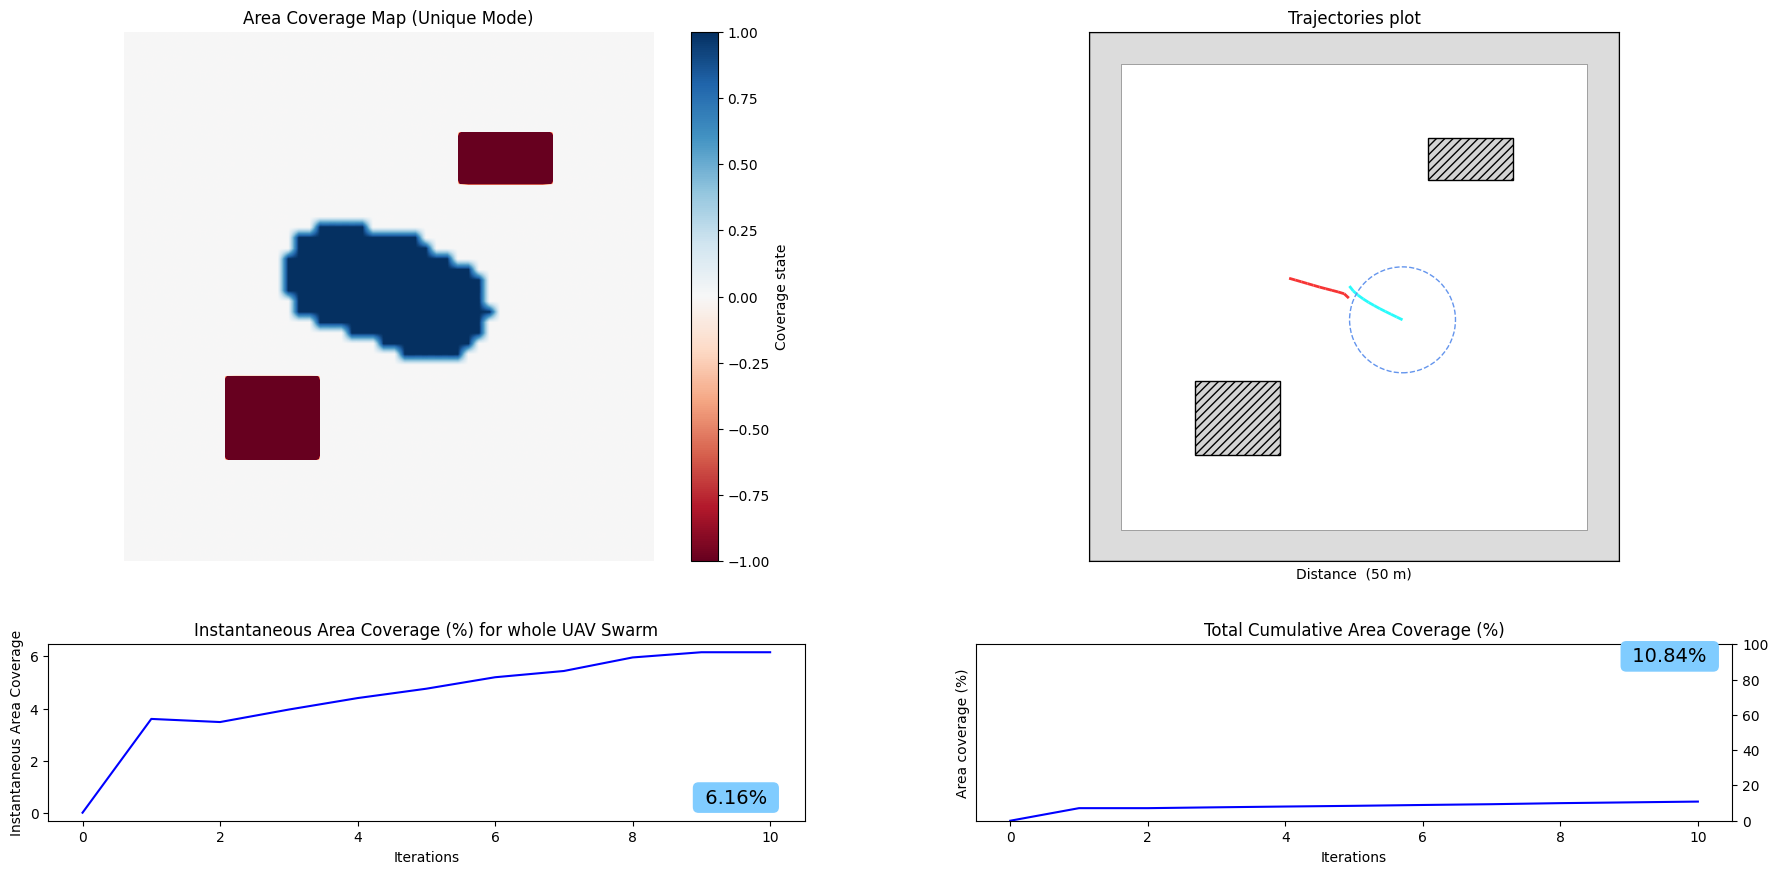 Area Coverage Map (Unique Mode)
1.00
0.75
0.50
0.25
0.00
−0.25
−0.50
−0.75
−1.00
Coverage state
Trajectories plot
Distance  (50 m)
Instantaneous Area Coverage (%) for whole UAV Swarm
Instantaneous Area Coverage
6
4
2
0
6.16%
0 2 4 6 8 10
Iterations
Total Cumulative Area Coverage (%)
Area coverage (%)
10.84%
100
80
60
40
20
0
0 2 4 6 8 10
Iterations